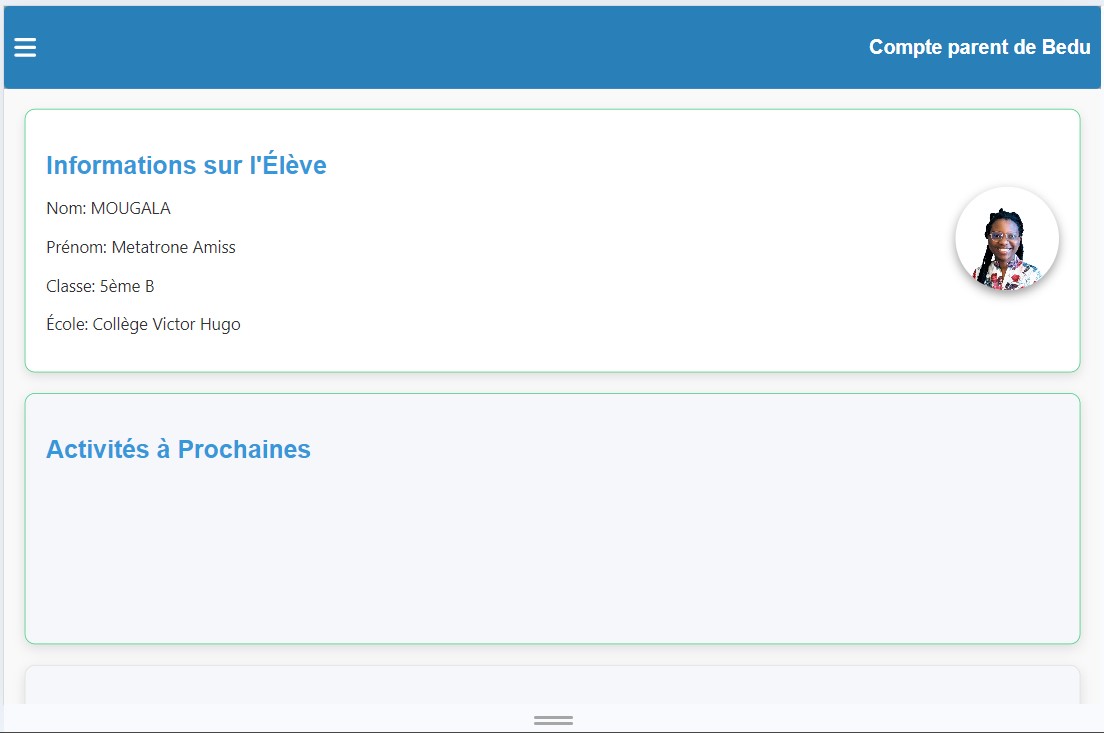 Compte parent de Bedu
Informations sur l'Élève
Nom: MOUGALA
Prénom: Metatrone Amiss
Classe: 5ème B
École: Collège Victor Hugo
Activités à Prochaines